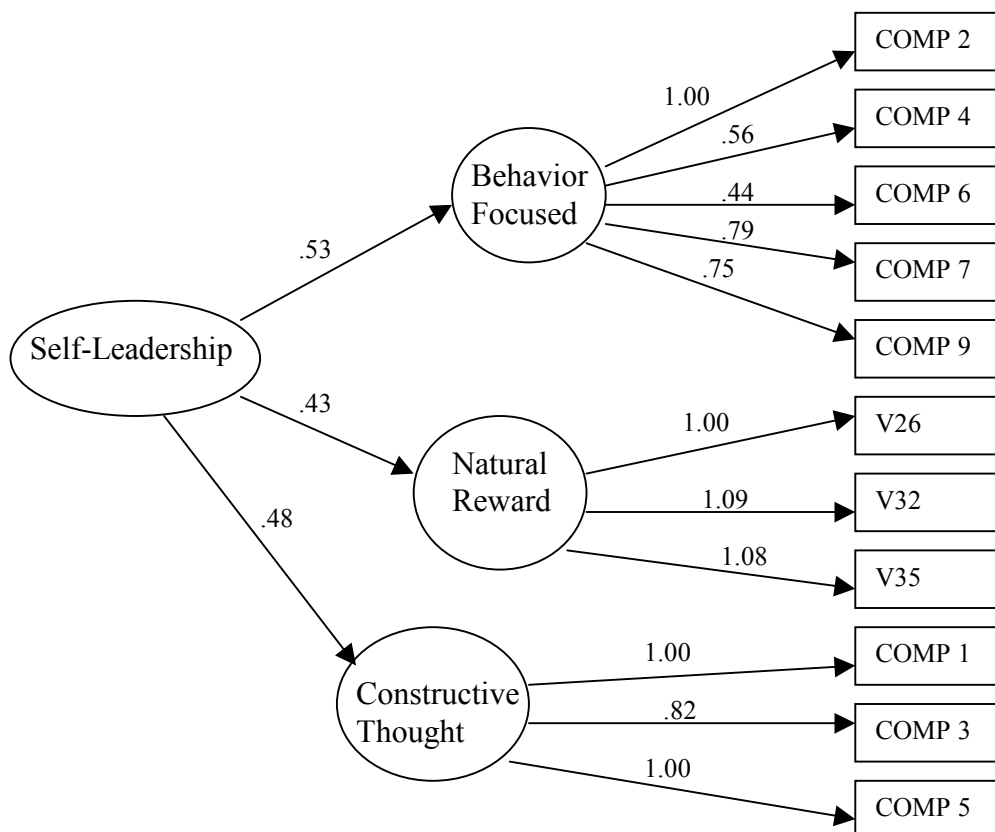 COMP 2
1.00
COMP 4
.56
Behavior
Focused
COMP 6
.44
.79
COMP 7
.53
.75
Self-Leadership
COMP 9
.43
1.00
V26
Natural
Reward
1.09
V32
.48
1.08
V35
1.00
COMP 1
Constructive
Thought
.82
COMP 3
1.00
COMP 5